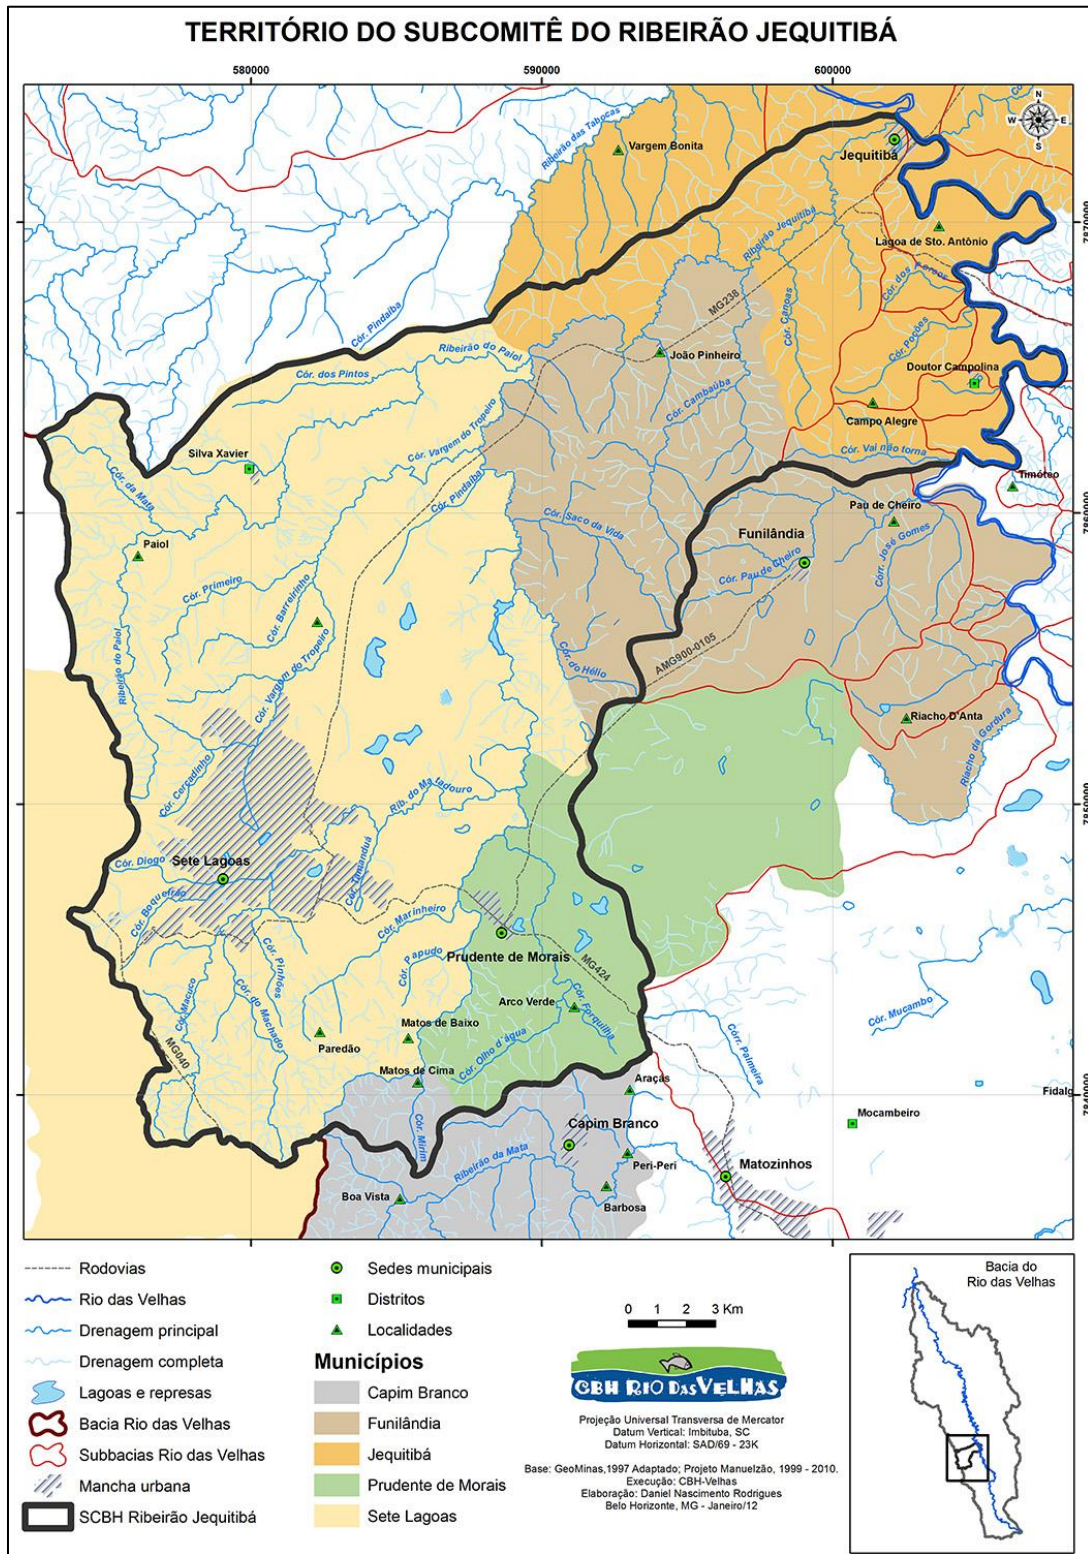 TERRITÓRIO DO SUBCOMITÊ DO RIBEIRÃO JEQUITIBÁ
580000
590000
600000
N
W
E
S
Ribeirão das Tabocas
Vargem Bonita
Jequitibá
7870000
Ribeirão Jequitibá
Lagoa de Sto. Antônio
Cór. Pindaíba
MG238
Cór. Canoas
Ribeirão do Paiol
João Pinheiro
Cór. Poções
Cór. dos Pintos
Doutor Campolina
Cór. Cambaúba
Campo Alegre
Silva Xavier
Cór. Vargem do Tropeiro
Cór. Vai não torna
Cór. da Mata
Cór. Pindaíba
Timóteo
Pau de Cheiro
7860000
Cór. Saco da Vida
Funilândia
Paiol
Córr. José Gomes
Cór. Pau de Cheiro
Cór. Primeiro
Cór. Barreirinho
Ribeirão do Paiol
Cór. Vargem do Tropeiro
AMG900-0105
Cór. do Hélio
Riacho D'Anta
Riacho da Gordura
Cór. Cercadinho
Rib. do Matadouro
7850000
Cór. Diogo
Sete Lagoas
Cór. Tamanduá
Cór. Boqueirão
Cór. Marinheiro
Prudente de Morais
Cór. Pinhões
Cór. Papudo
MG424
Cór. Macuco
Cór. do Machado
Arco Verde
Cór. Forquilha
Cór. Mucambo
Matos de Baixo
Paredão
Cór. Olho d'água
Córr. Palmeira
MG040
Matos de Cima
Araçás
Fidalg
7840000
Mocambeiro
Cór. Mirim
Capim Branco
Ribeirão da Mata
Peri-Peri
Matozinhos
Boa Vista
Barbosa
Rodovias
Rio das Velhas
Drenagem principal
Drenagem completa
Lagoas e represas
Bacia Rio das Velhas
Subbacias Rio das Velhas
Mancha urbana
SCBH Ribeirão Jequitibá
Sedes municipais
Distritos
Localidades
Municípios
Capim Branco
Funilândia
Jequitibá
Prudente de Morais
Sete Lagoas
0 1 2 3 Km
CBH RIO DAS VELHAS
Projeção Universal Transversa de Mercator
Datum Vertical: Imbituba, SC
Datum Horizontal: SAD/69 - 23K
Base: GeoMinas,1997 Adaptado; Projeto Manuelzão, 1999 - 2010.
Execução: CBH-Velhas
Elaboração: Daniel Nascimento Rodrigues
Belo Horizonte, MG - Janeiro/12
Bacia do
Rio das Velhas